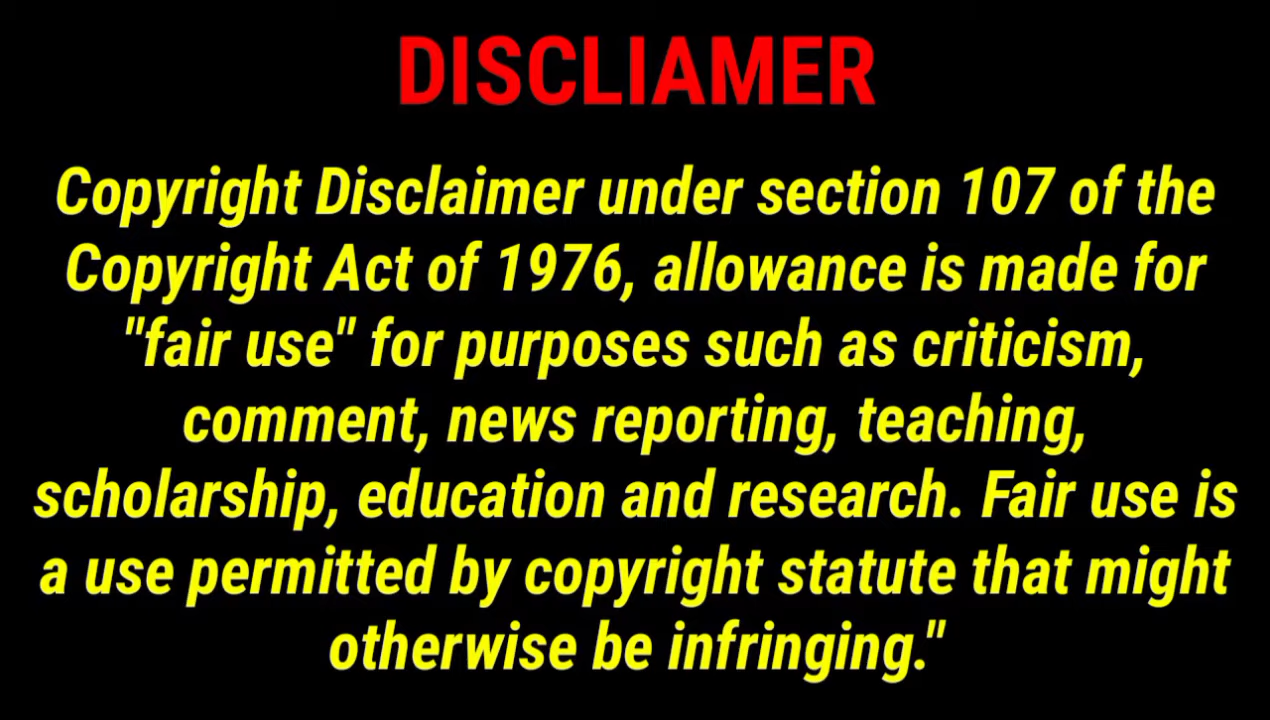 DISCLIAMER
Copyright Disclaimer under section 107 of the
Copyright Act of 1976, allowance is made for
"fair use" for purposes such as criticism,
comment, news reporting, teaching,
scholarship, education and research. Fair use is
a use permitted by copyright statute that might
otherwise be infringing."